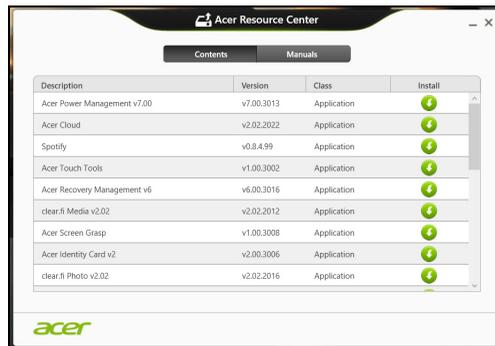 Acer Resource Center
Contents Manuals
Description Version Class Install
Acer Power Management v7.00 v7.00.3013 Application
Acer Cloud v2.02.2022 Application
Spotify v0.8.4.99 Application
Acer Touch Tools v1.00.3002 Application
Acer Recovery Management v6 v6.00.3016 Application
clear.fi Media v2.02 v2.02.2012 Application
Acer Screen Grasp v1.00.3008 Application
Acer Identity Card v2 v2.00.3006 Application
clear.fi Photo v2.02 v2.02.2016 Application
acer